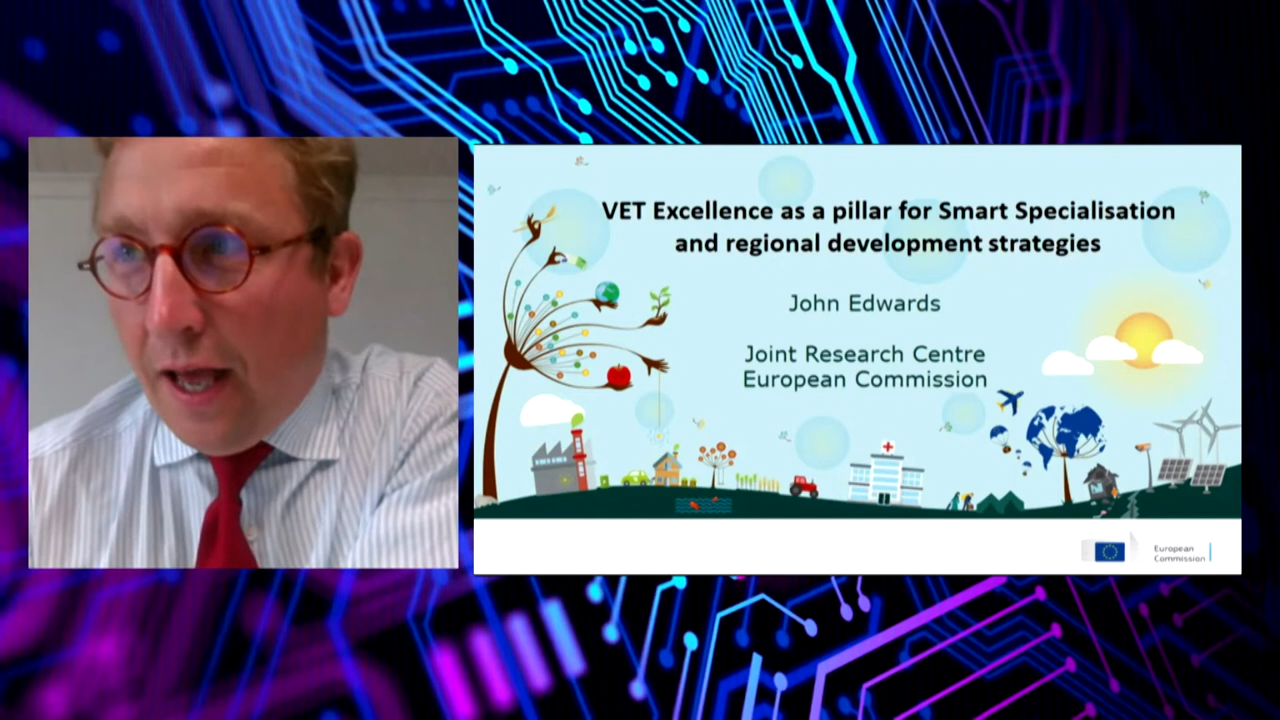 VET Excellence as a pillar for Smart Specialisation
and regional development strategies
John Edwards
Joint Research Centre
European Commission
European
Commission